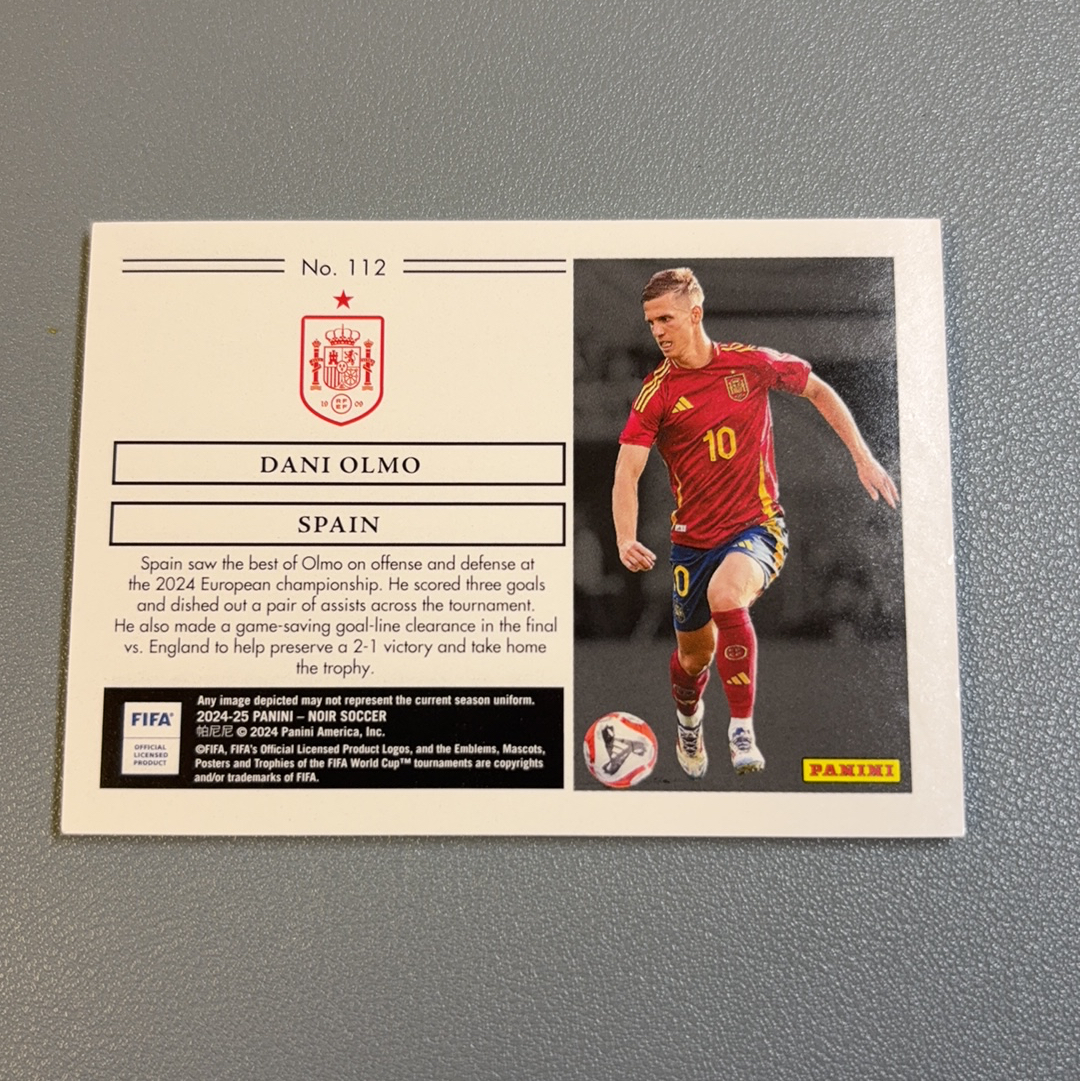 No. 112
1909
RFEF
DANI OLMO
SPAIN
Spain saw the best of Olmo on offense and defense at
the 2024 European championship. He scored three goals
and dished out a pair of assists across the tournament.
He also made a game-saving goal-line clearance in the final
vs. England to help preserve a 2-1 victory and take home
the trophy.
FIFA®
OFFICIAL
LICENSED
PRODUCT
Any image depicted may not represent the current season uniform.
2024-25 PANINI – NOIR SOCCER
帕尼尼 © 2024 Panini America, Inc.
©FIFA, FIFA's Official Licensed Product Logos, and the Emblems, Mascots,
Posters and Trophies of the FIFA World Cup™ tournaments are copyrights
and/or trademarks of FIFA.
10
0
PANINI